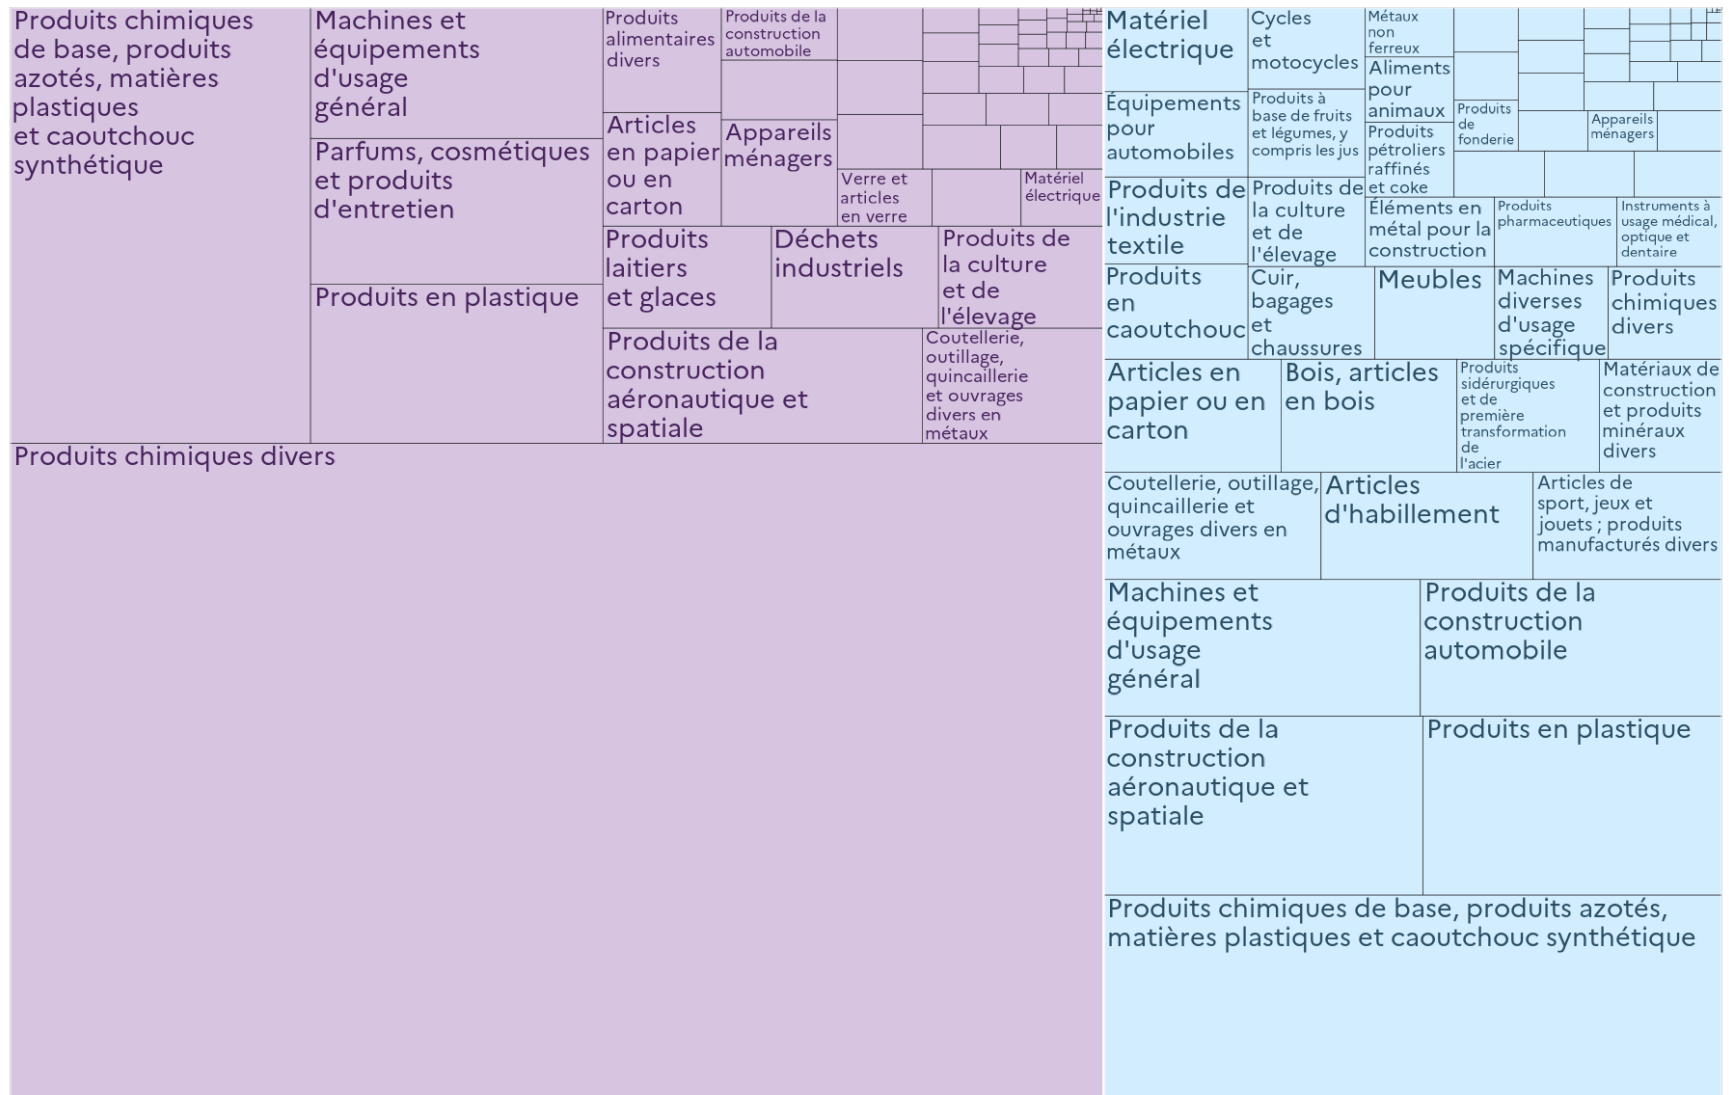 Produits chimiques
de base, produits
azotés, matières
plastiques
et caoutchouc
synthétique
Machines et
équipements
d'usage
général
Parfums, cosmétiques
et produits
d'entretien
Produits en plastique
Produits
alimentaires
divers
Produits de la
construction
automobile
Articles
en papier
ou en
carton
Appareils
ménagers
Verre et
articles
en verre
Matériel
électrique
Produits
laitiers
et glaces
Déchets
industriels
Produits de
la culture
et de
l'élevage
Produits de la
construction
aéronautique et
spatiale
Coutellerie,
outillage,
quincaillerie
et ouvrages
divers en
métaux
Produits chimiques divers
Matériel
électrique
Cycles
et
motocycles
Métaux
non
ferreux
Aliments
pour
animaux
Équipements
pour
automobiles
Produits à
base de fruits
et légumes, y
compris les jus
Produits
pétroliers
raffinés
et coke
Produits
de
fonderie
Appareils
ménagers
Produits de
l'industrie
textile
Produits de
la culture
et de
l'élevage
Éléments en
métal pour la
construction
Produits
pharmaceutiques
Instruments à
usage médical,
optique et
dentaire
Produits
en
caoutchouc
Cuir,
bagages
et
chaussures
Meubles
Machines
diverses
d'usage
spécifique
Produits
chimiques
divers
Articles en
papier ou en
carton
Bois, articles
en bois
Produits
sidérurgiques
et de
première
transformation
de
l'acier
Matériaux de
construction
et produits
minéraux
divers
Coutellerie, outillage,
quincaillerie et
ouvrages divers en
métaux
Articles
d'habillement
Articles de
sport, jeux et
jouets ; produits
manufacturés divers
Machines et
équipements
d'usage
général
Produits de la
construction
automobile
Produits de la
construction
aéronautique et
spatiale
Produits en plastique
Produits chimiques de base, produits azotés,
matières plastiques et caoutchouc synthétique